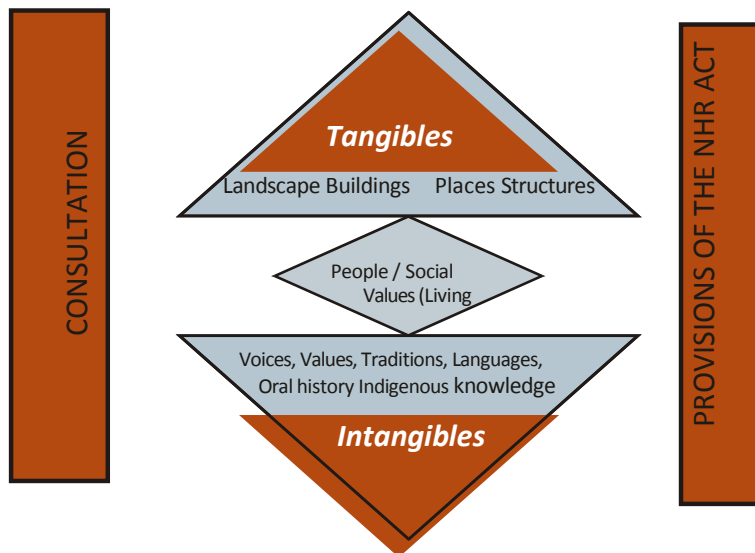 CONSULTATION
Tangibles
Landscape Buildings Places Structures
People / Social
Values (Living
Voices, Values, Traditions, Languages,
Oral history Indigenous knowledge
Intangibles
PROVISIONS OF THE NHR ACT